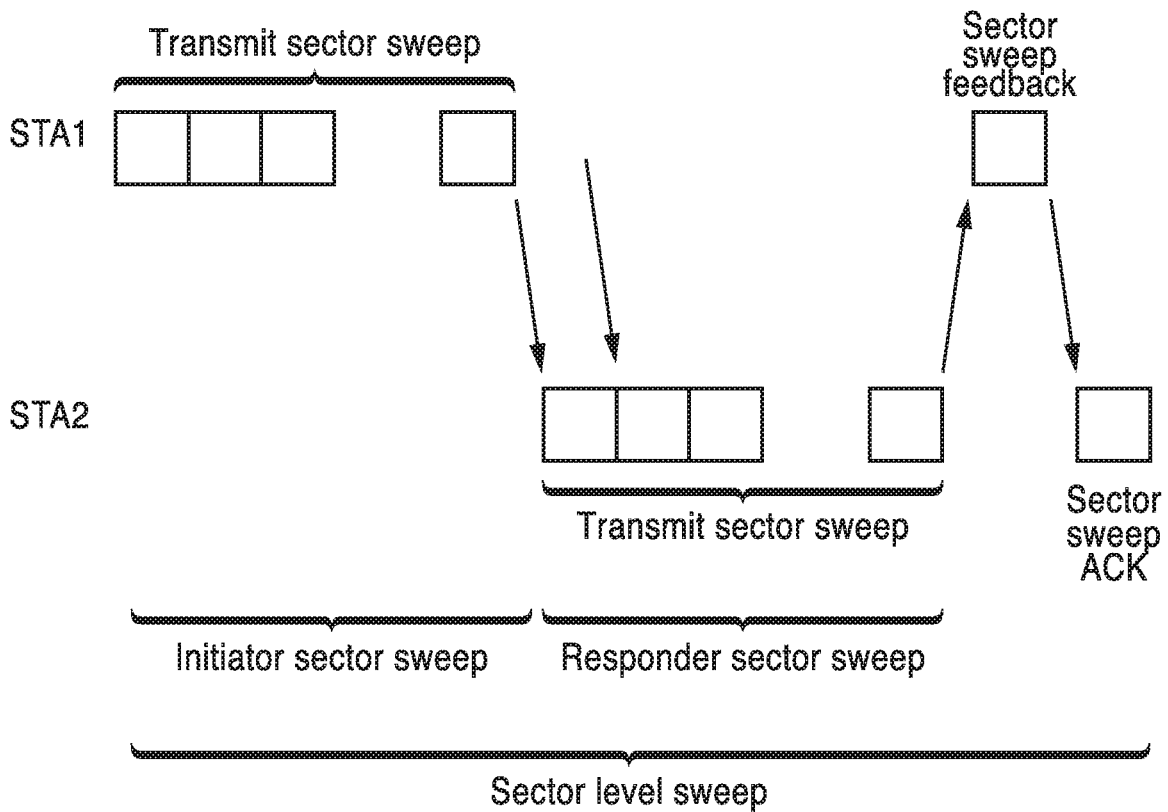 Transmit sector sweep
Sector
sweep
feedback
STA1
STA2
Transmit sector sweep
Sector
sweep
ACK
Initiator sector sweep
Responder sector sweep
Sector level sweep